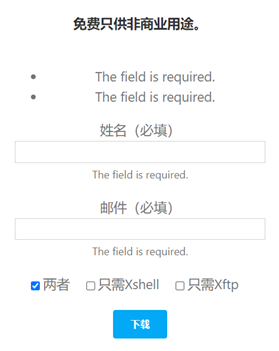 免费只供非商业用途。
The field is required.
The field is required.
姓名（必填）
The field is required.
邮件（必填）
The field is required.
两者 只需Xshell 只需Xftp
下载